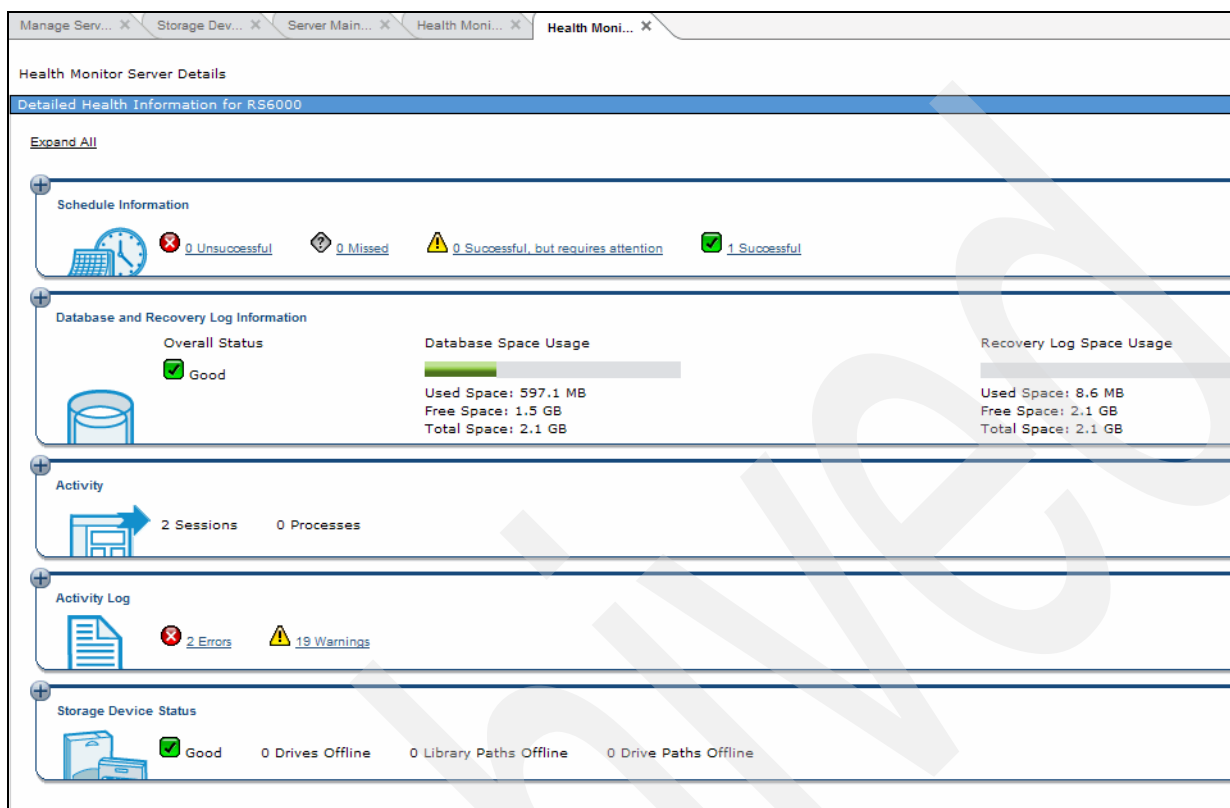 Manage Serv... Storage Dev... Server Main... Health Moni... Health Moni...
Health Monitor Server Details
Detailed Health Information for RS6000
Expand All
Schedule Information
0 Unsuccessful 0 Missed 0 Successful, but requires attention 1 Successful
Database and Recovery Log Information
Overall Status Database Space Usage Recovery Log Space Usage
Good
Used Space: 597.1 MB Used Space: 8.6 MB
Free Space: 1.5 GB Free Space: 2.1 GB
Total Space: 2.1 GB Total Space: 2.1 GB
Activity
2 Sessions 0 Processes
Activity Log
2 Errors 19 Warnings
Storage Device Status
Good 0 Drives Offline 0 Library Paths Offline 0 Drive Paths Offline